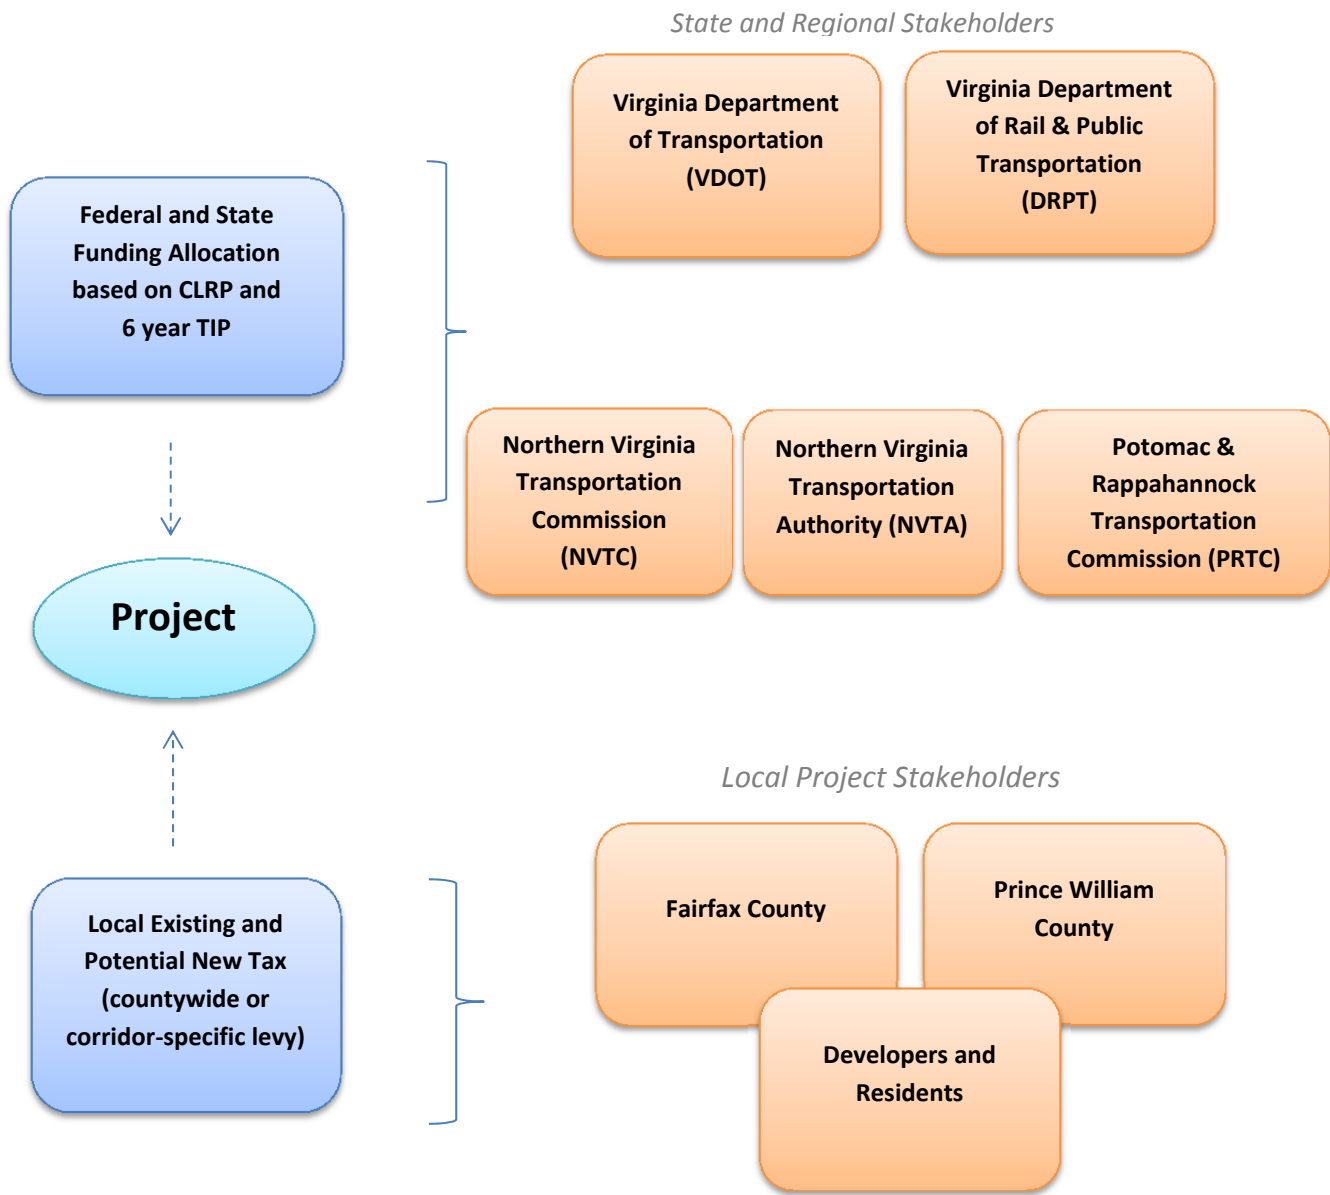 State and Regional Stakeholders
Virginia Department
of Transportation
(VDOT)
Virginia Department
of Rail & Public
Transportation
(DRPT)
Federal and State
Funding Allocation
based on CLRP and
6 year TIP
Northern Virginia
Transportation
Commission
(NVTC)
Northern Virginia
Transportation
Authority (NVTA)
Potomac &
Rappahannock
Transportation
Commission (PRTC)
Project
Local Project Stakeholders
Local Existing and
Potential New Tax
(countywide or
corridor-specific levy)
Fairfax County
Prince William
County
Developers and
Residents